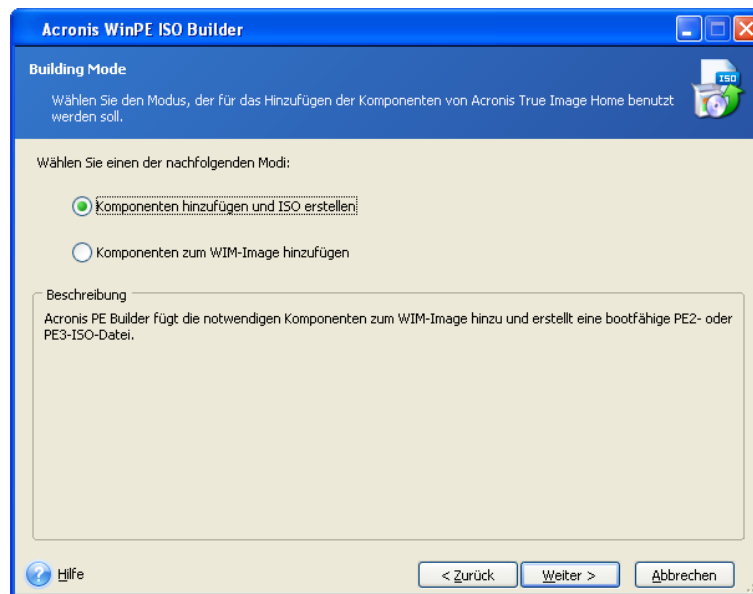 Acronis WinPE ISO Builder
Building Mode
ISO
Wählen Sie den Modus, der für das Hinzufügen der Komponenten von Acronis True Image Home benutzt
werden soll.
Wählen Sie einen der nachfolgenden Modi:
Komponenten hinzufügen und ISO erstellen
Komponenten zum WIM-Image hinzufügen
Beschreibung
Acronis PE Builder fügt die notwendigen Komponenten zum WIM-Image hinzu und erstellt eine bootfähige PE2- oder
PE3-ISO-Datei.
? Hilfe
< Zurück
Weiter >
Abbrechen